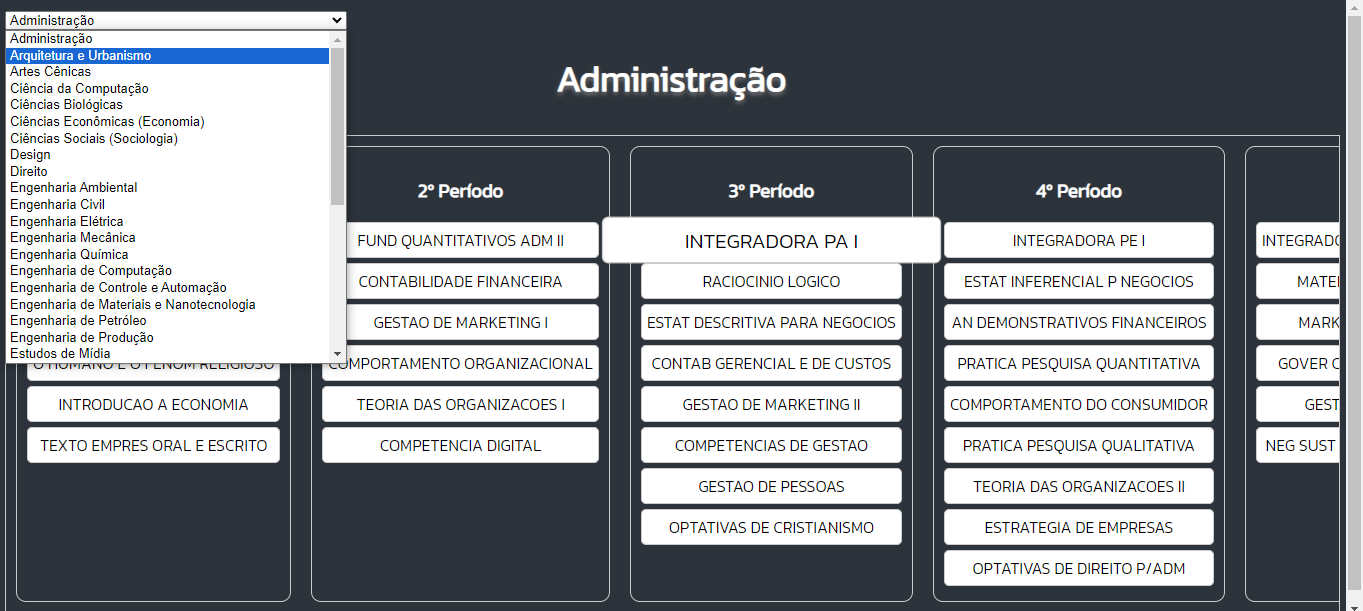 Administração
Administração
Arquitetura e Urbanismo
Artes Cênicas
Ciência da Computação
Ciências Biológicas
Ciências Econômicas (Economia)
Ciências Sociais (Sociologia)
Design
Direito
Engenharia Ambiental
Engenharia Civil
Engenharia Elétrica
Engenharia Mecânica
Engenharia Química
Engenharia de Computação
Engenharia de Controle e Automação
Engenharia de Materiais e Nanotecnologia
Engenharia de Petróleo
Engenharia de Produção
Estudos de Mídia
Administração
O HUMANO E O FENOM RELIGIOSO
INTRODUCAO A ECONOMIA
TEXTO EMPRES ORAL E ESCRITO
2º Período
FUND QUANTITATIVOS ADM II
CONTABILIDADE FINANCEIRA
GESTAO DE MARKETING I
COMPORTAMENTO ORGANIZACIONAL
TEORIA DAS ORGANIZACOES I
COMPETENCIA DIGITAL
3º Período
INTEGRADORA PA I
RACIOCINIO LOGICO
ESTAT DESCRITIVA PARA NEGOCIOS
CONTAB GERENCIAL E DE CUSTOS
GESTAO DE MARKETING II
COMPETENCIAS DE GESTAO
GESTAO DE PESSOAS
OPTATIVAS DE CRISTIANISMO
4º Período
INTEGRADORA PE I
ESTAT INFERENCIAL P NEGOCIOS
AN DEMONSTRATIVOS FINANCEIROS
PRATICA PESQUISA QUANTITATIVA
COMPORTAMENTO DO CONSUMIDOR
PRATICA PESQUISA QUALITATIVA
TEORIA DAS ORGANIZACOES II
ESTRATEGIA DE EMPRESAS
OPTATIVAS DE DIREITO P/ADM
INTEGRADO
MATE
MARK
GOVER
GEST
NEG SUST